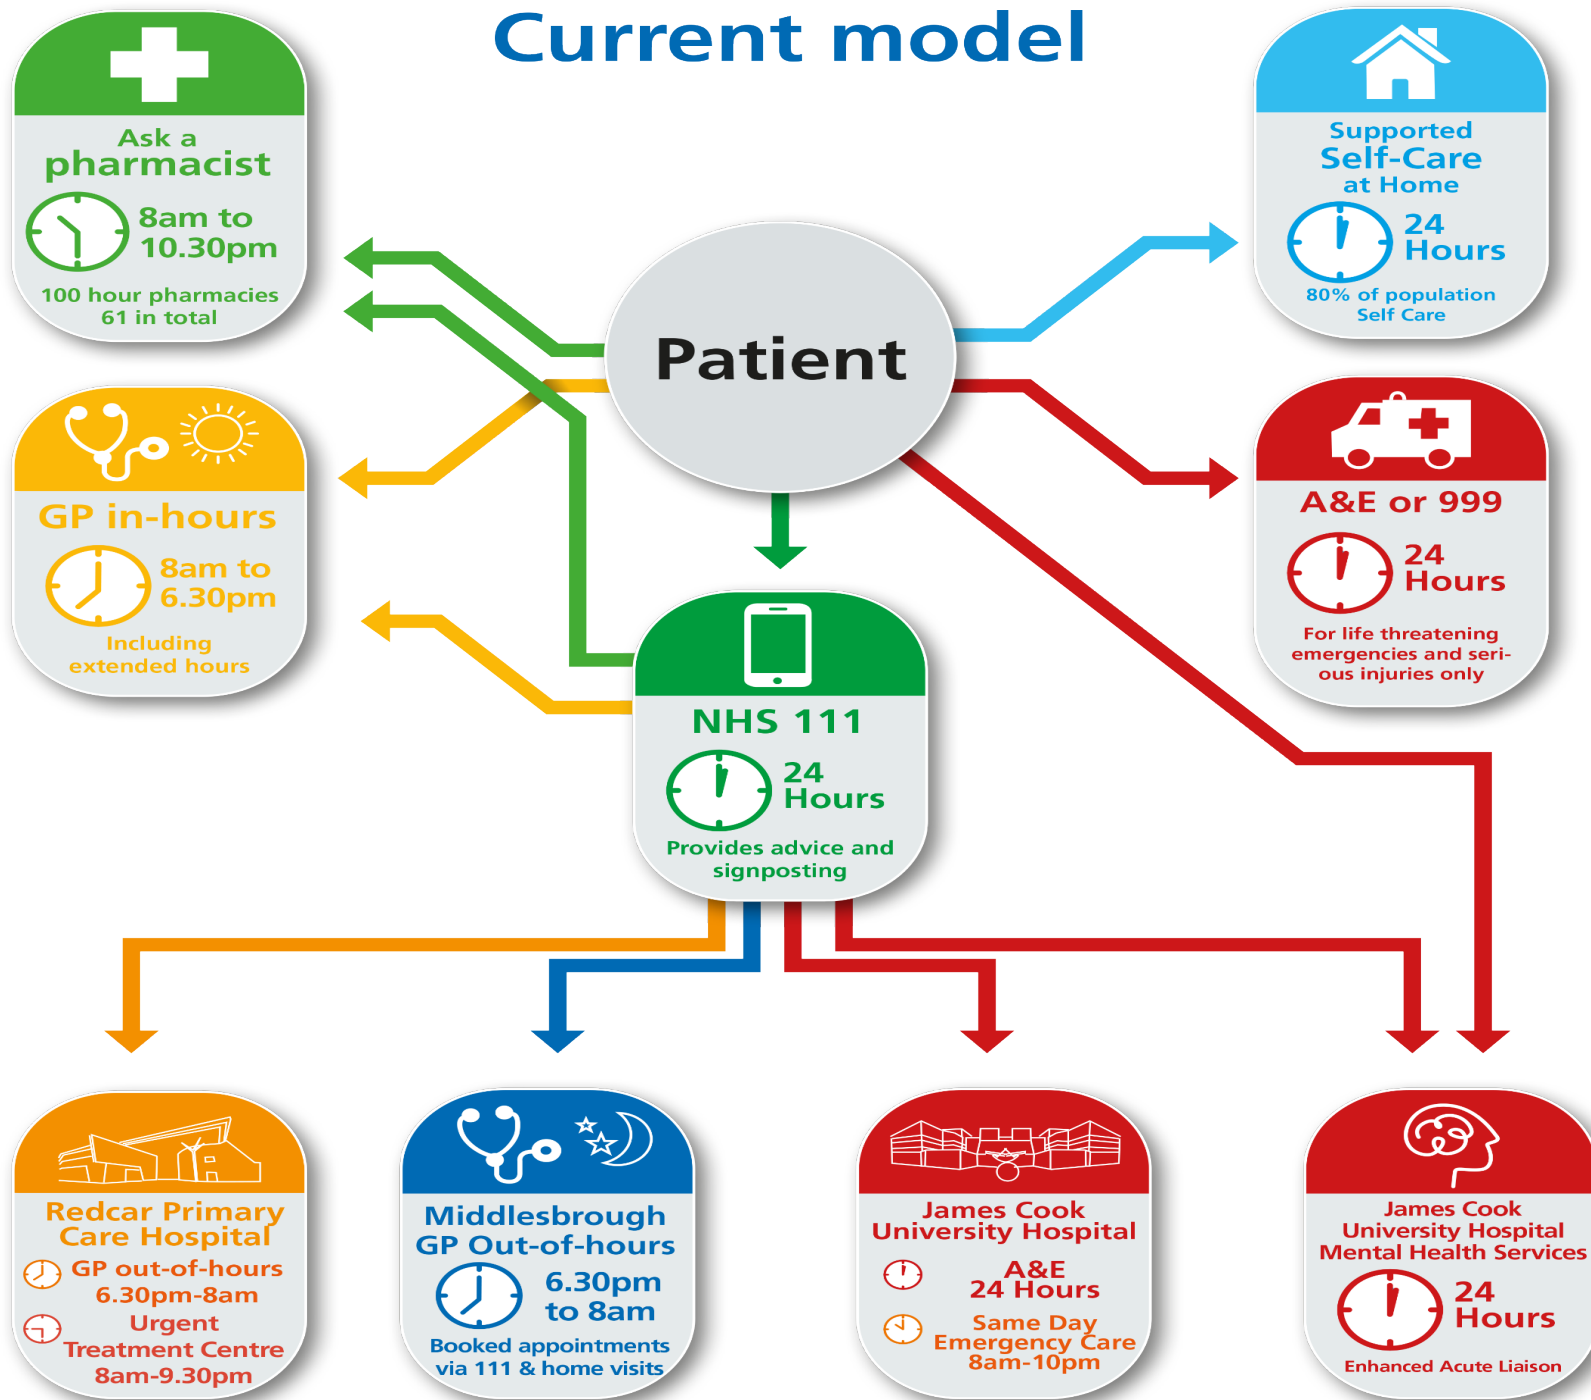 Current model
Ask a
pharmacist
8am to
10.30pm
100 hour pharmacies
61 in total
Supported
Self-Care
at Home
24
Hours
80% of population
Self Care
Patient
GP in-hours
8am to
6.30pm
Including
extended hours
A&E or 999
24
Hours
For life threatening
emergencies and seri-
ous injuries only
NHS 111
24
Hours
Provides advice and
signposting
Redcar Primary
Care Hospital
GP out-of-hours
6.30pm-8am
Urgent
Treatment Centre
8am-9.30pm
Middlesbrough
GP Out-of-hours
6.30pm
to 8am
Booked appointments
via 111 & home visits
James Cook
University Hospital
A&E
24 Hours
Same Day
Emergency Care
8am-10pm
James Cook
University Hospital
Mental Health Services
24
Hours
Enhanced Acute Liaison